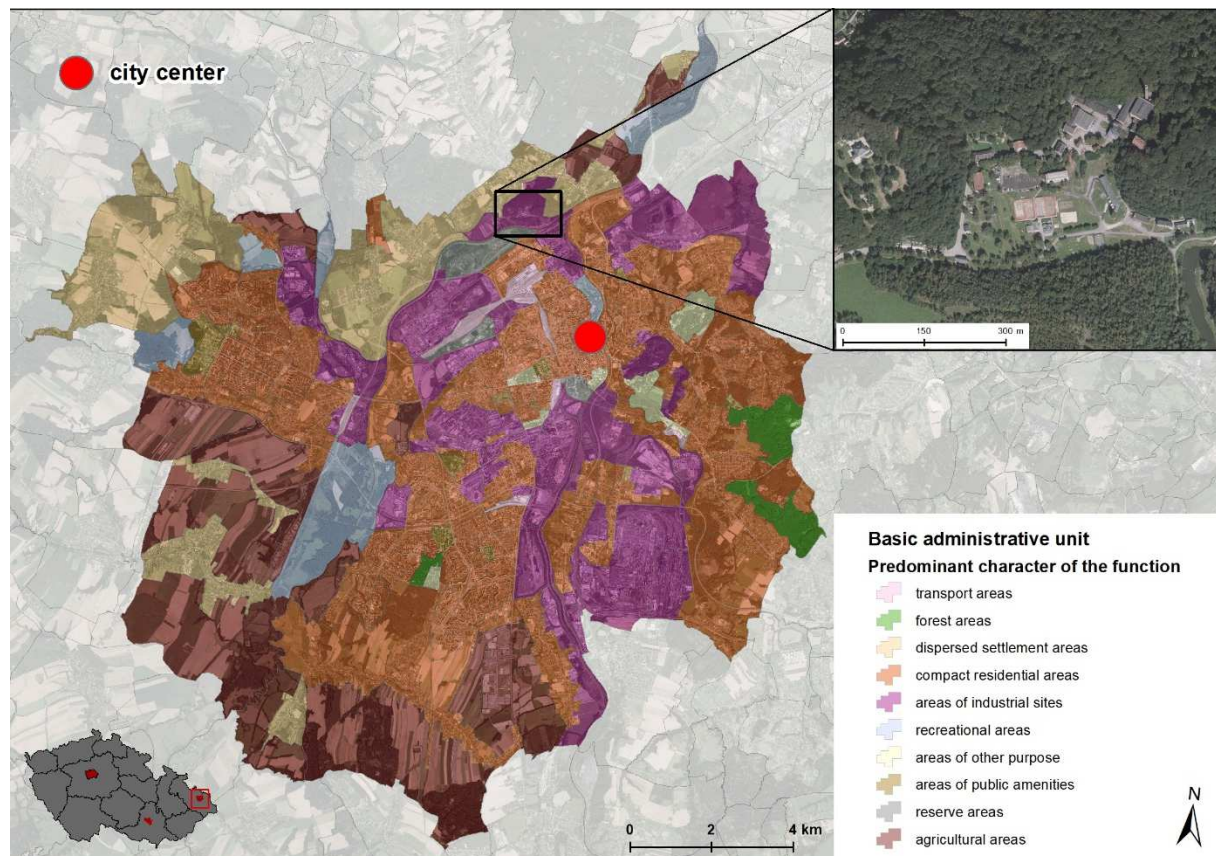 city center
0 150 300 m
Basic administrative unit
Predominant character of the function
transport areas
forest areas
dispersed settlement areas
compact residential areas
areas of industrial sites
recreational areas
areas of other purpose
areas of public amenities
reserve areas
agricultural areas
N
0 2 4 km